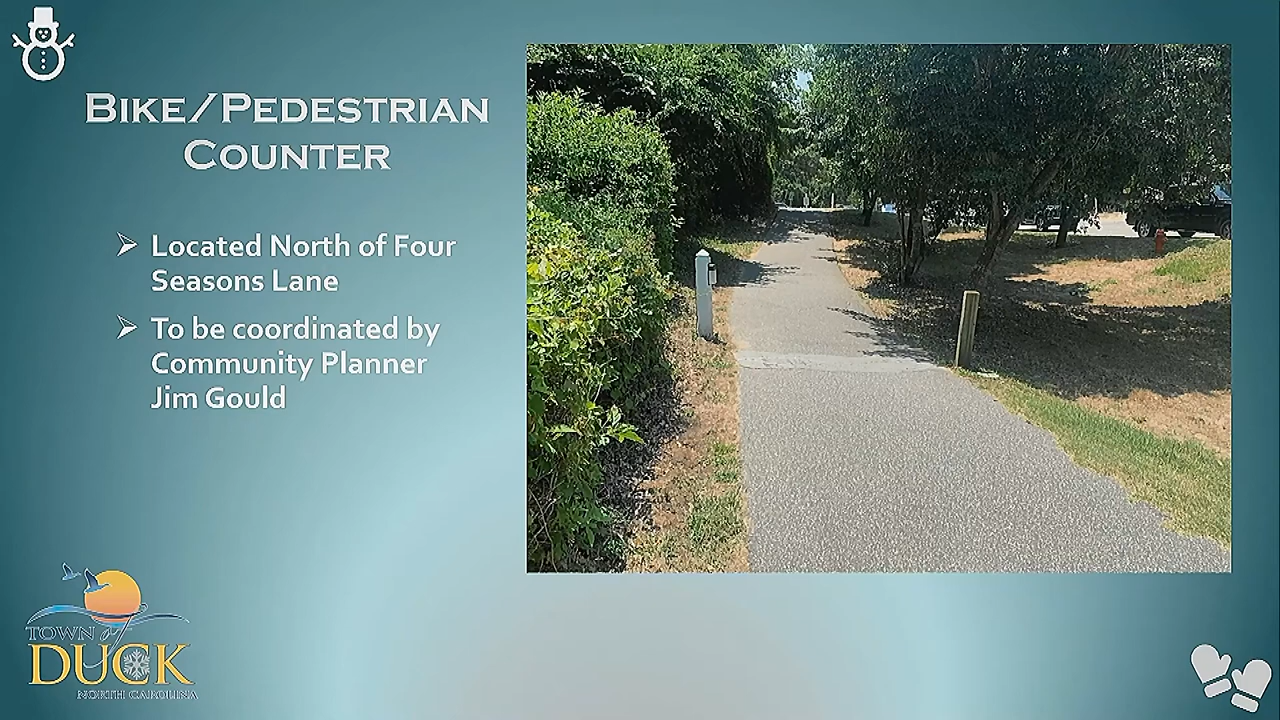 Bike/Pedestrian
Counter
Located North of Four
Seasons Lane
To be coordinated by
Community Planner
Jim Gould
TOWN of
DUCK
NORTH CAROLINA